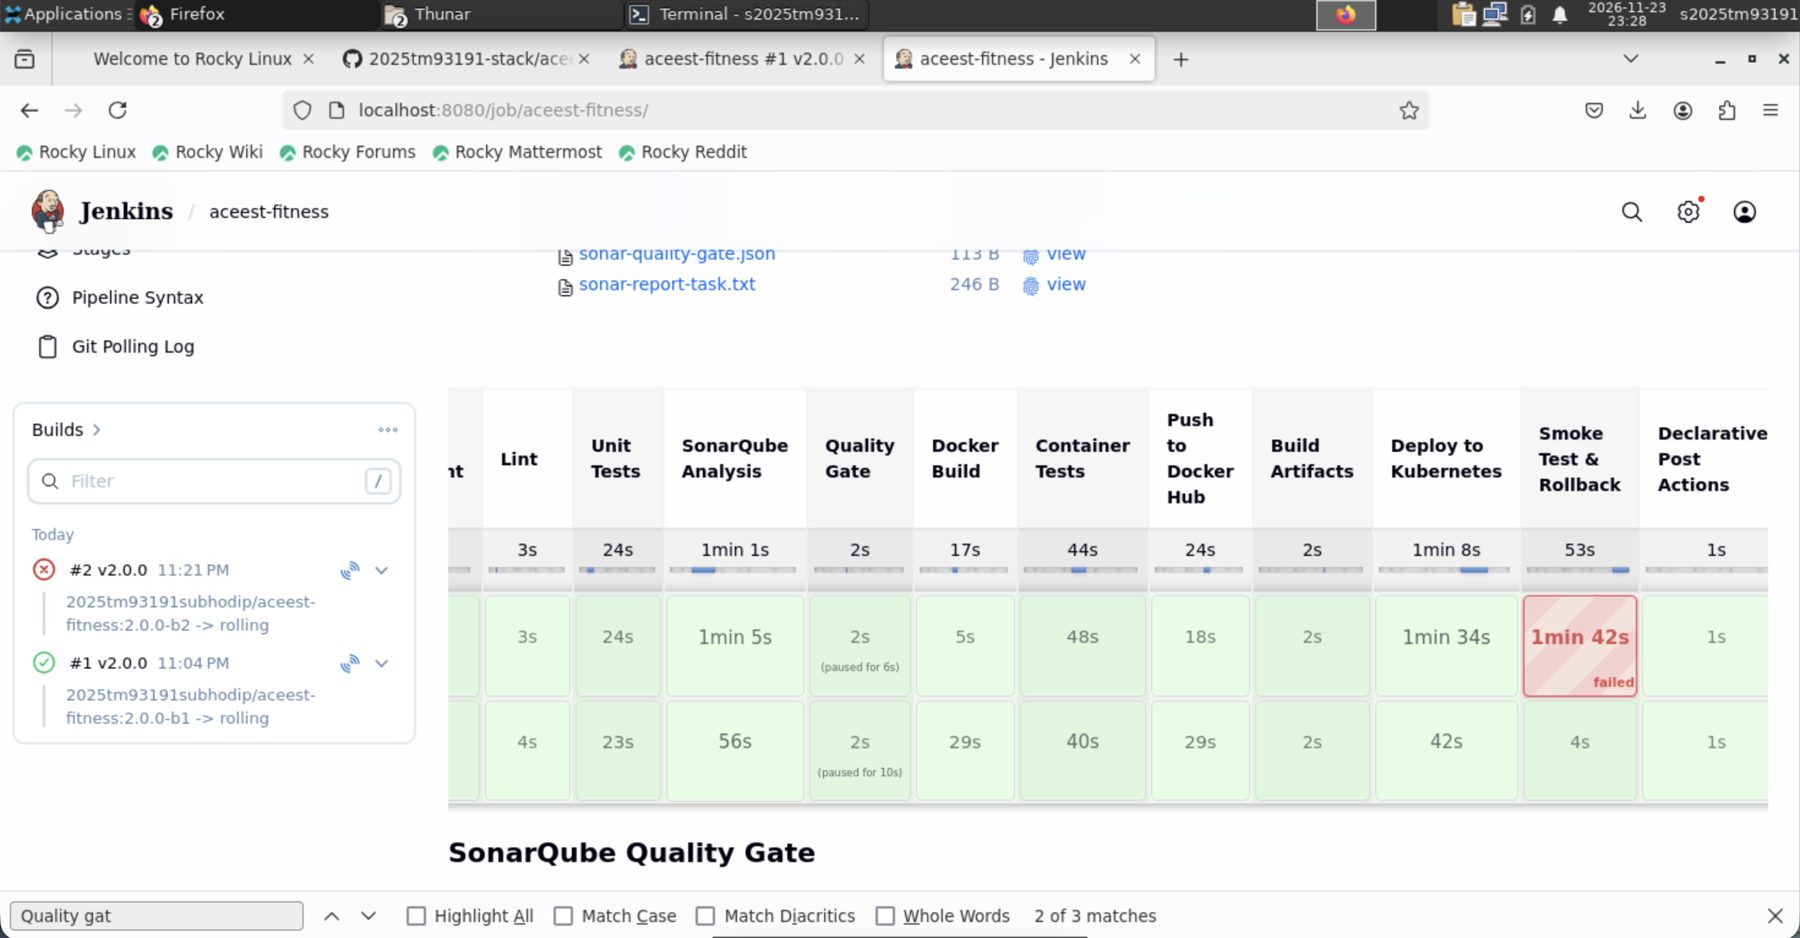 Applications
2 Firefox
2 Thunar
Terminal - s2025tm931...
2026-11-23
23:28
s2025tm93191
Welcome to Rocky Linux
2025tm93191-stack/acee
aceest-fitness #1 v2.0.0
aceest-fitness - Jenkins
localhost:8080/job/aceest-fitness/
Rocky Linux
Rocky Wiki
Rocky Forums
Rocky Mattermost
Rocky Reddit
Jenkins / aceest-fitness
Stages
Pipeline Syntax
Git Polling Log
sonar-quality-gate.json 113 B view
sonar-report-task.txt 246 B view
Builds
Filter /
Today
#2 v2.0.0 11:21 PM
2025tm93191subhodip/aceest-
fitness:2.0.0-b2 -> rolling
#1 v2.0.0 11:04 PM
2025tm93191subhodip/aceest-
fitness:2.0.0-b1 -> rolling
nt
Lint
Unit
Tests
SonarQube
Analysis
Quality
Gate
Docker
Build
Container
Tests
Push
to
Docker
Hub
Build
Artifacts
Deploy to
Kubernetes
Smoke
Test &
Rollback
Declarative
Post
Actions
3s 24s 1min 1s 2s 17s 44s 24s 2s 1min 8s 53s 1s
3s 24s 1min 5s 2s 5s 48s 18s 2s 1min 34s 1min 42s 1s
(paused for 6s)
failed
4s 23s 56s 2s 29s 40s 29s 2s 42s 4s 1s
(paused for 10s)
SonarQube Quality Gate
Quality gat
Highlight All
Match Case
Match Diacritics
Whole Words
2 of 3 matches